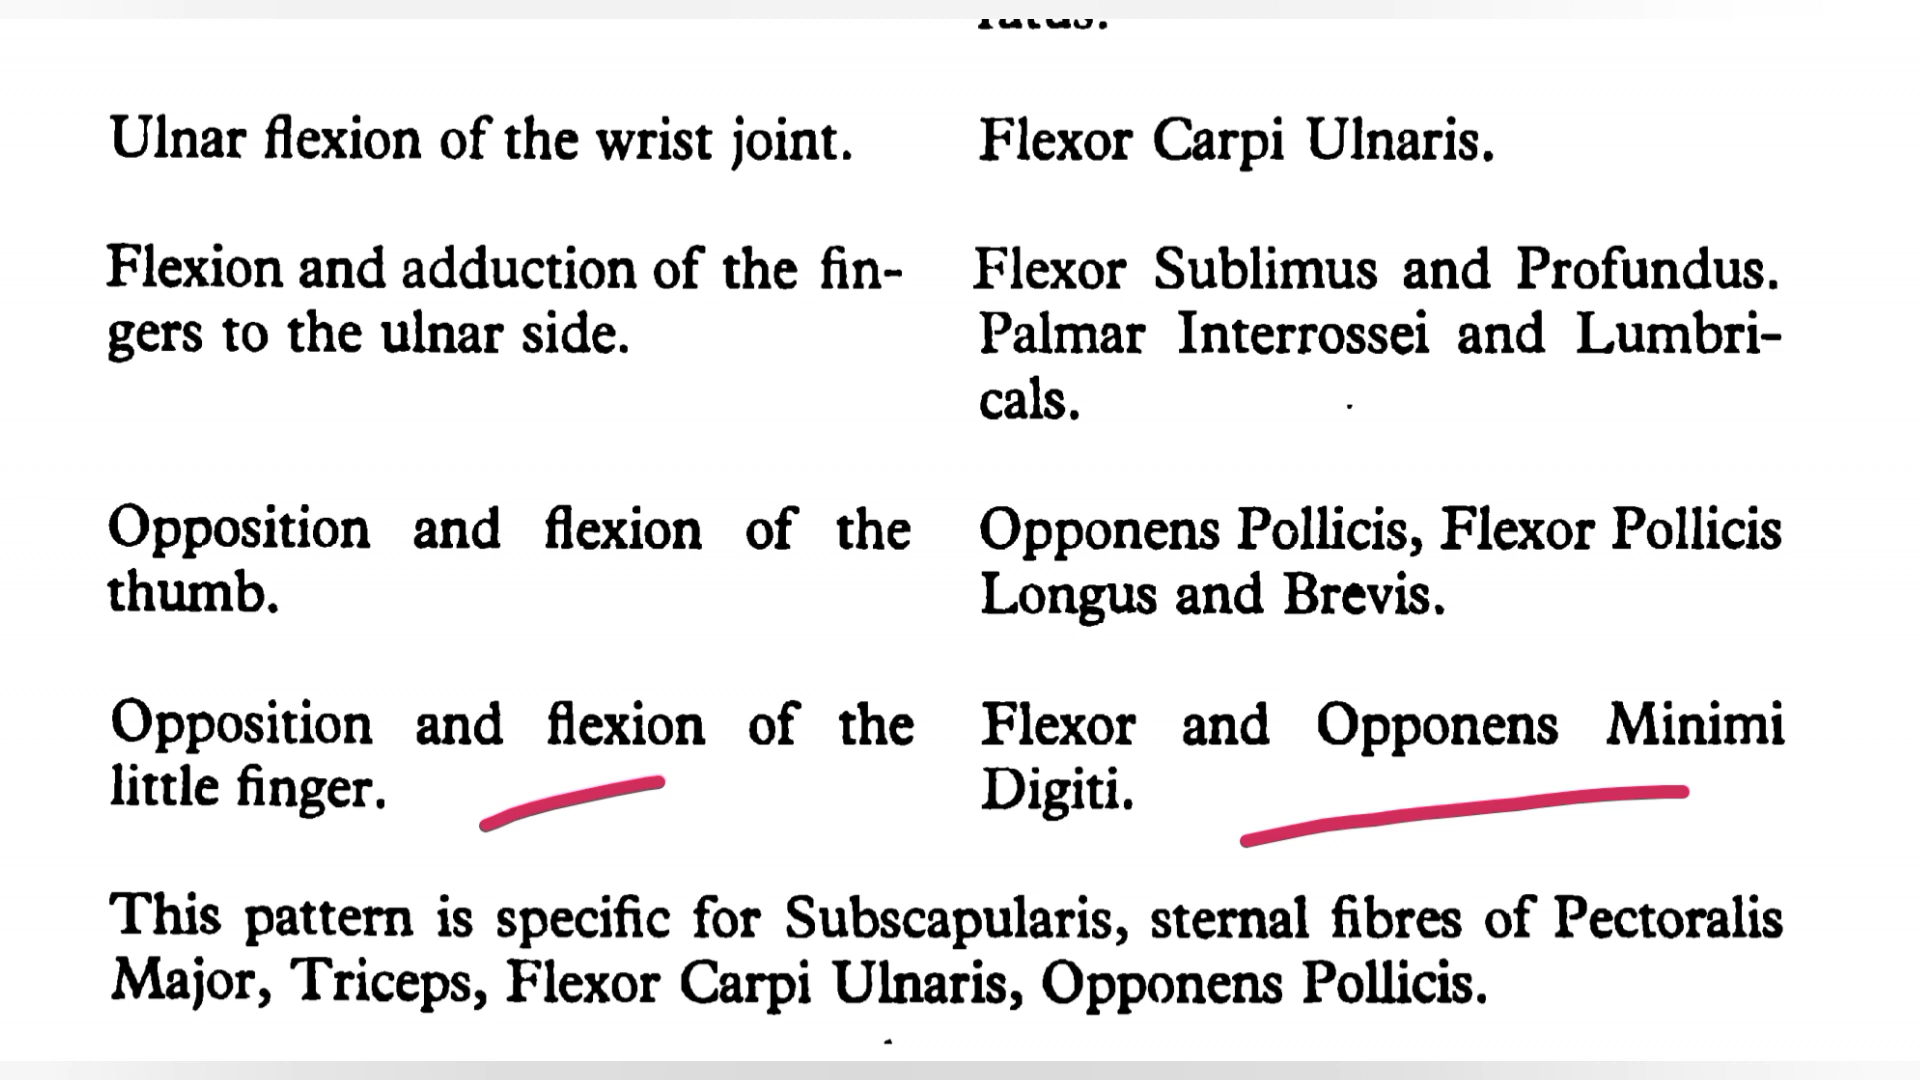 Ulnar flexion of the wrist joint. Flexor Carpi Ulnaris.
Flexion and adduction of the fin- Flexor Sublimus and Profundus.
gers to the ulnar side. Palmar Interrossei and Lumbri-
cals.
Opposition and flexion of the Opponens Pollicis, Flexor Pollicis
thumb. Longus and Brevis.
Opposition and flexion of the Flexor and Opponens Minimi
little finger. Digiti.
This pattern is specific for Subscapularis, sternal fibres of Pectoralis
Major, Triceps, Flexor Carpi Ulnaris, Opponens Pollicis.